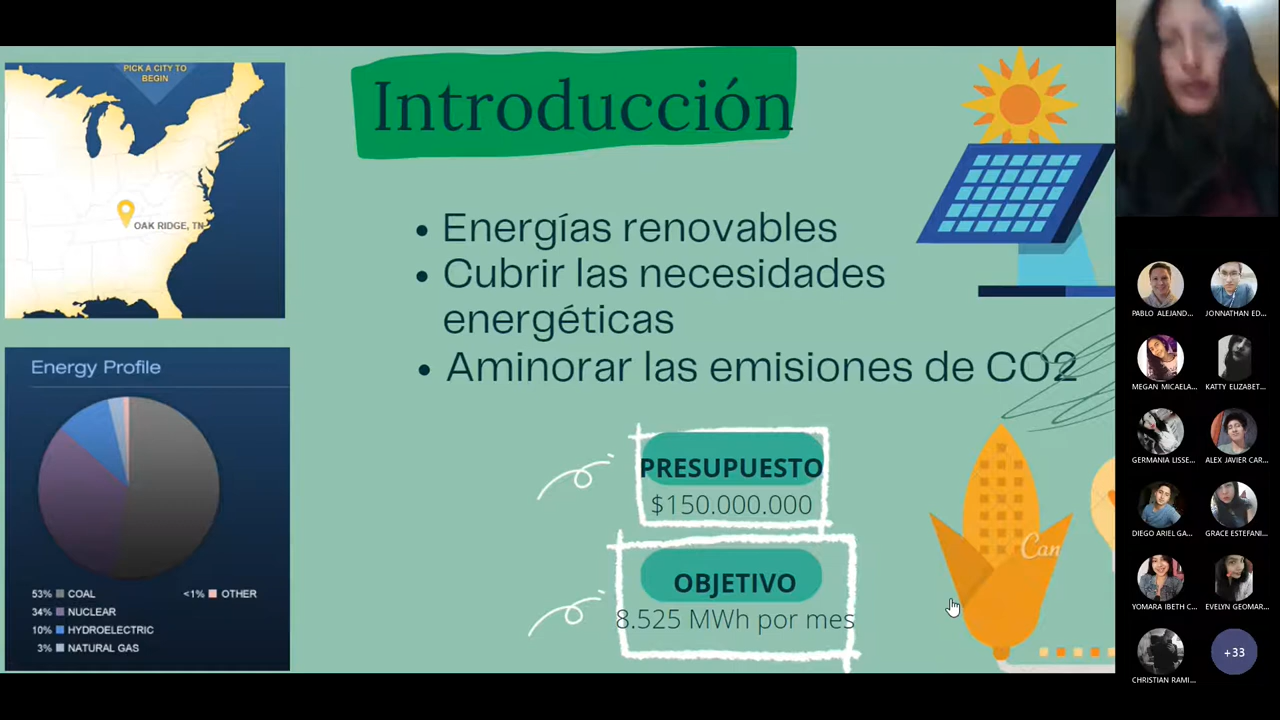 PICK A CITY TO
BEGIN
OAK RIDGE, TN
Introducción
• Energías renovables
• Cubrir las necesidades
energéticas
• Aminorar las emisiones de CO2
Energy Profile
53% COAL
<1% OTHER
34% NUCLEAR
10% HYDROELECTRIC
3% NATURAL GAS
PRESUPUESTO
$150.000.000
OBJETIVO
8.525 MWh por mes
Can
PABLO ALEJAND...
JONNATHAN ED...
MEGAN MICAELA...
KATTY ELIZABET...
GERMANIA LISSE...
ALEX JAVIER CAR...
DIEGO ARIEL GA...
GRACE ESTEFANI...
YOMARA IBETH C...
EVELYN GEOMAR...
CHRISTIAN RAMI...
+33